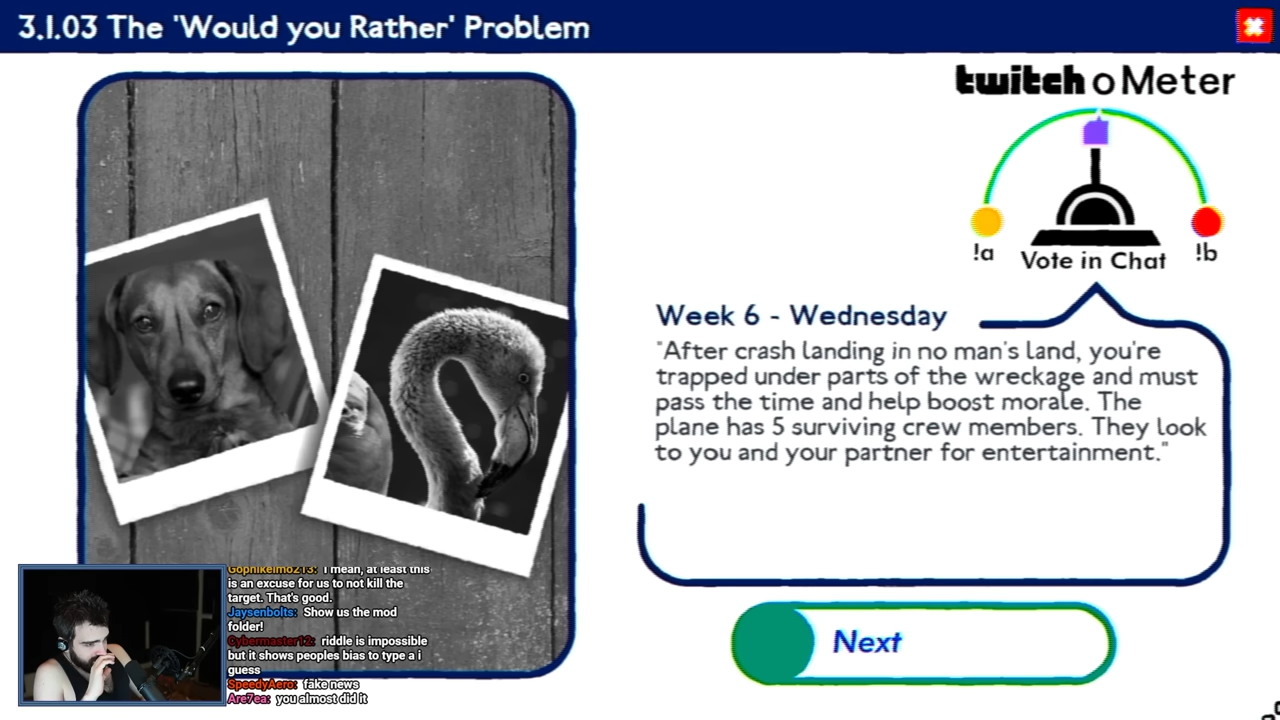 3.1.03 The 'Would you Rather' Problem
twitch o Meter
!a
Vote in Chat
!b
Week 6 - Wednesday
"After crash landing in no man's land, you're
trapped under parts of the wreckage and must
pass the time and help boost morale. The
plane has 5 surviving crew members. They look
to you and your partner for entertainment."
Next
I mean, at least this
is an excuse for us to not kill the
target. That's good.
Jaysenbolts: Show us the mod
folder!
Cybermaster12: riddle is impossible
but it shows peoples bias to type a i
guess
SpeedyAero: fake news
Are7ea: you almost did it